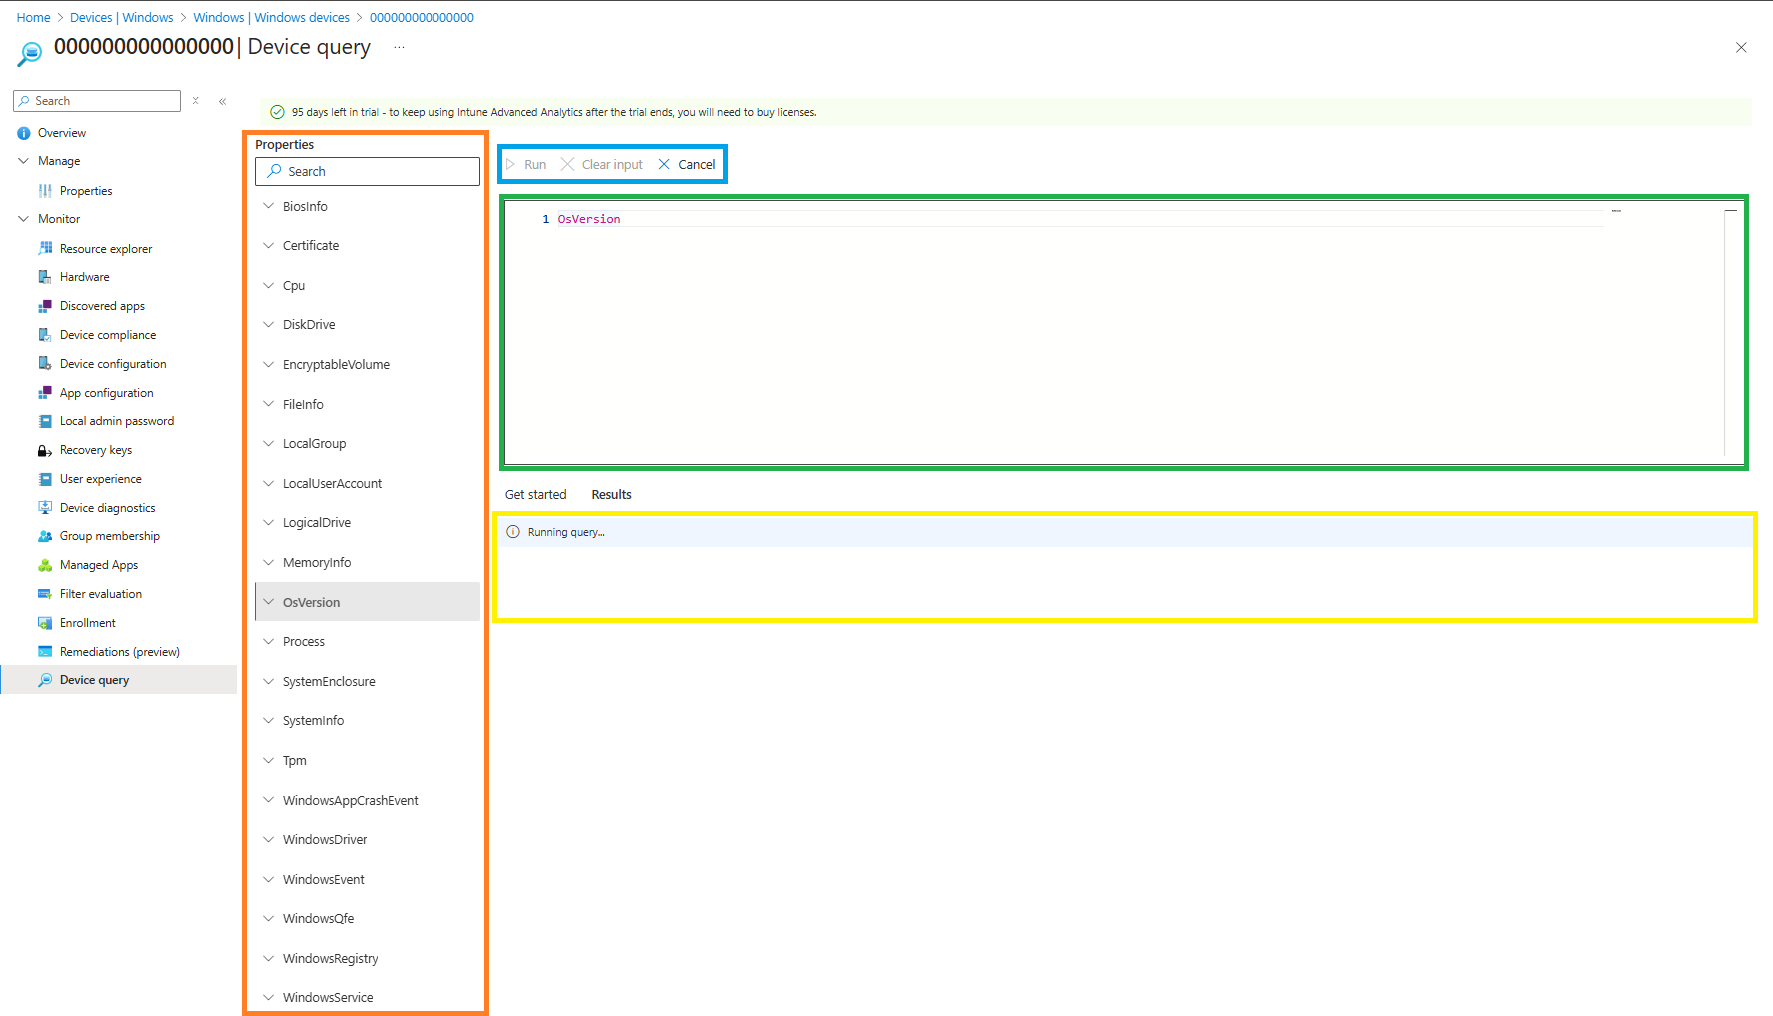 Home > Devices | Windows > Windows | Windows devices > 000000000000000
000000000000000 | Device query ...
Search
95 days left in trial - to keep using Intune Advanced Analytics after the trial ends, you will need to buy licenses.
Overview
Manage
Properties
Monitor
Resource explorer
Hardware
Discovered apps
Device compliance
Device configuration
App configuration
Local admin password
Recovery keys
User experience
Device diagnostics
Group membership
Managed Apps
Filter evaluation
Enrollment
Remediations (preview)
Device query
Properties
Search
BiosInfo
Certificate
Cpu
DiskDrive
EncryptableVolume
FileInfo
LocalGroup
LocalUserAccount
LogicalDrive
MemoryInfo
OsVersion
Process
SystemEnclosure
SystemInfo
Tpm
WindowsAppCrashEvent
WindowsDriver
WindowsEvent
WindowsQfe
WindowsRegistry
WindowsService
Run Clear input Cancel
1 OsVersion
Get started Results
Running query...